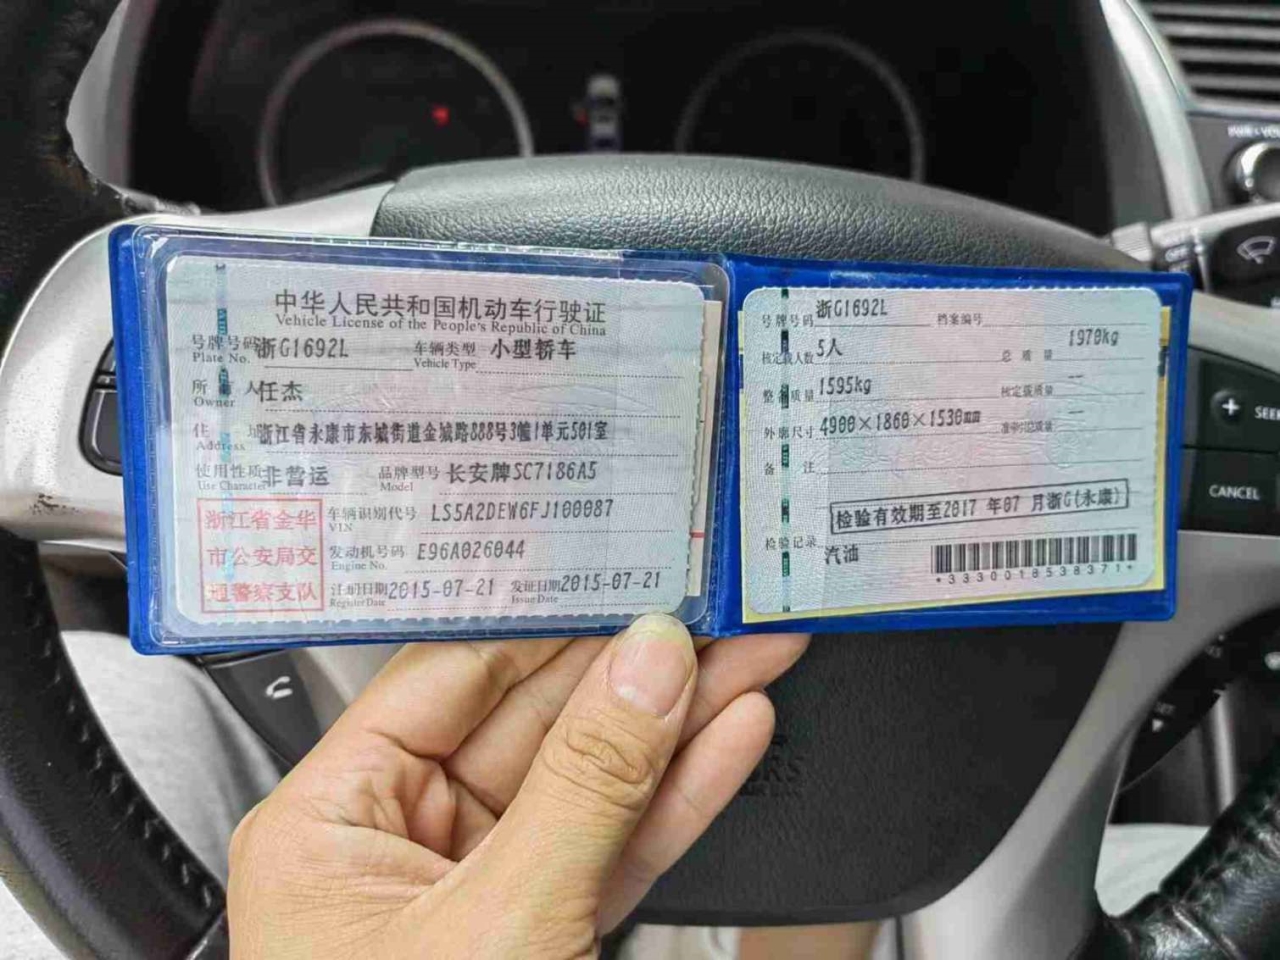 中华人民共和国机动车行驶证
Vehicle License of the People's Republic of China
号牌号码 浙G1692L 车辆类型 小型轿车
Plate No. Vehicle Type
所有人 任杰
Owner
住 浙江省永康市东城街道金城路888号3幢1单元501室
Address
使用性质 非营运 品牌型号 长安牌SC7186A5
Use Character Model
浙江省金华
市公安局交
通警察支队
车辆识别代号 LS5A2DEW6FJ100087
VIN
发动机号码 E96A026044
Engine No.
注册日期 2015-07-21 发证日期 2015-07-21
Register Date Issue Date
号牌号码 浙G1692L 档案编号
核定载人数 5人 总质量 1970kg
整备质量 1595kg 核定载质量 --
外廓尺寸 4900×1860×1530mm 准牵引总质量 --
备注
检验有效期至2017 年07 月浙G(永康)
检验记录
汽油
*3330018538371*
CANCEL